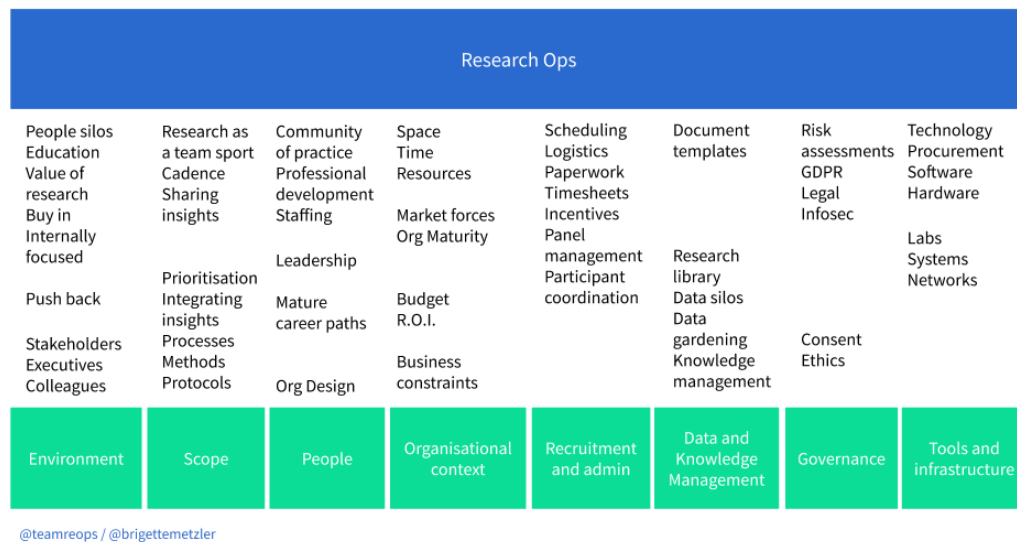 Research Ops
People silos
Education
Value of
research
Buy in
Internally
focused
Push back
Stakeholders
Executives
Colleagues
Research as
a team sport
Cadence
Sharing
insights
Prioritisation
Integrating
insights
Processes
Methods
Protocols
Community
of practice
Professional
development
Staffing
Leadership
Mature
career paths
Org Design
Space
Time
Resources
Market forces
Org Maturity
Budget
R.O.I.
Business
constraints
Scheduling
Logistics
Paperwork
Timesheets
Incentives
Panel
management
Participant
coordination
Document
templates
Research
library
Data silos
Data
gardening
Knowledge
management
Risk
assessments
GDPR
Legal
Infosec
Consent
Ethics
Technology
Procurement
Software
Hardware
Labs
Systems
Networks
Environment
Scope
People
Organisational
context
Recruitment
and admin
Data and
Knowledge
Management
Governance
Tools and
infrastructure
@teamreops / @brigettemetzler